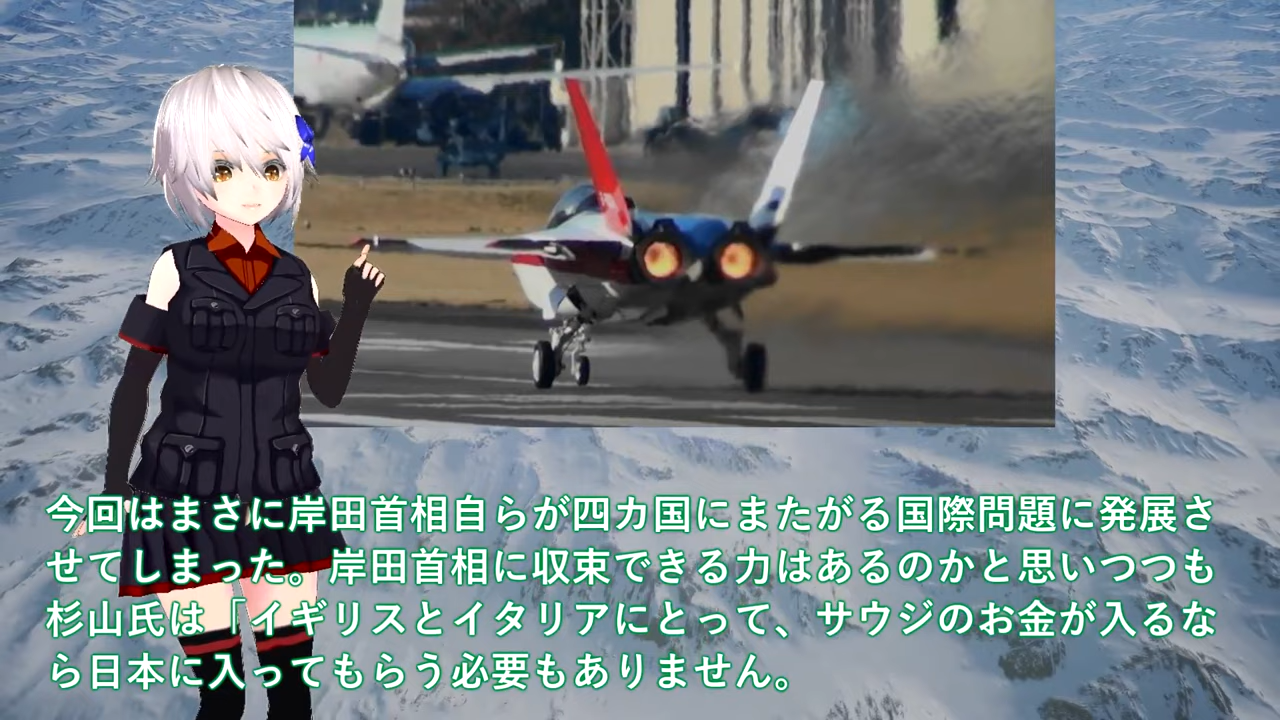 今回はまさに岸田首相自らが四カ国にまたがる国際問題に発展さ
せてしまった。岸田首相に収束できる力はあるのかと思いつつも
杉山氏は「イギリスとイタリアにとって、サウジのお金が入るな
ら日本に入ってもらう必要もありません。